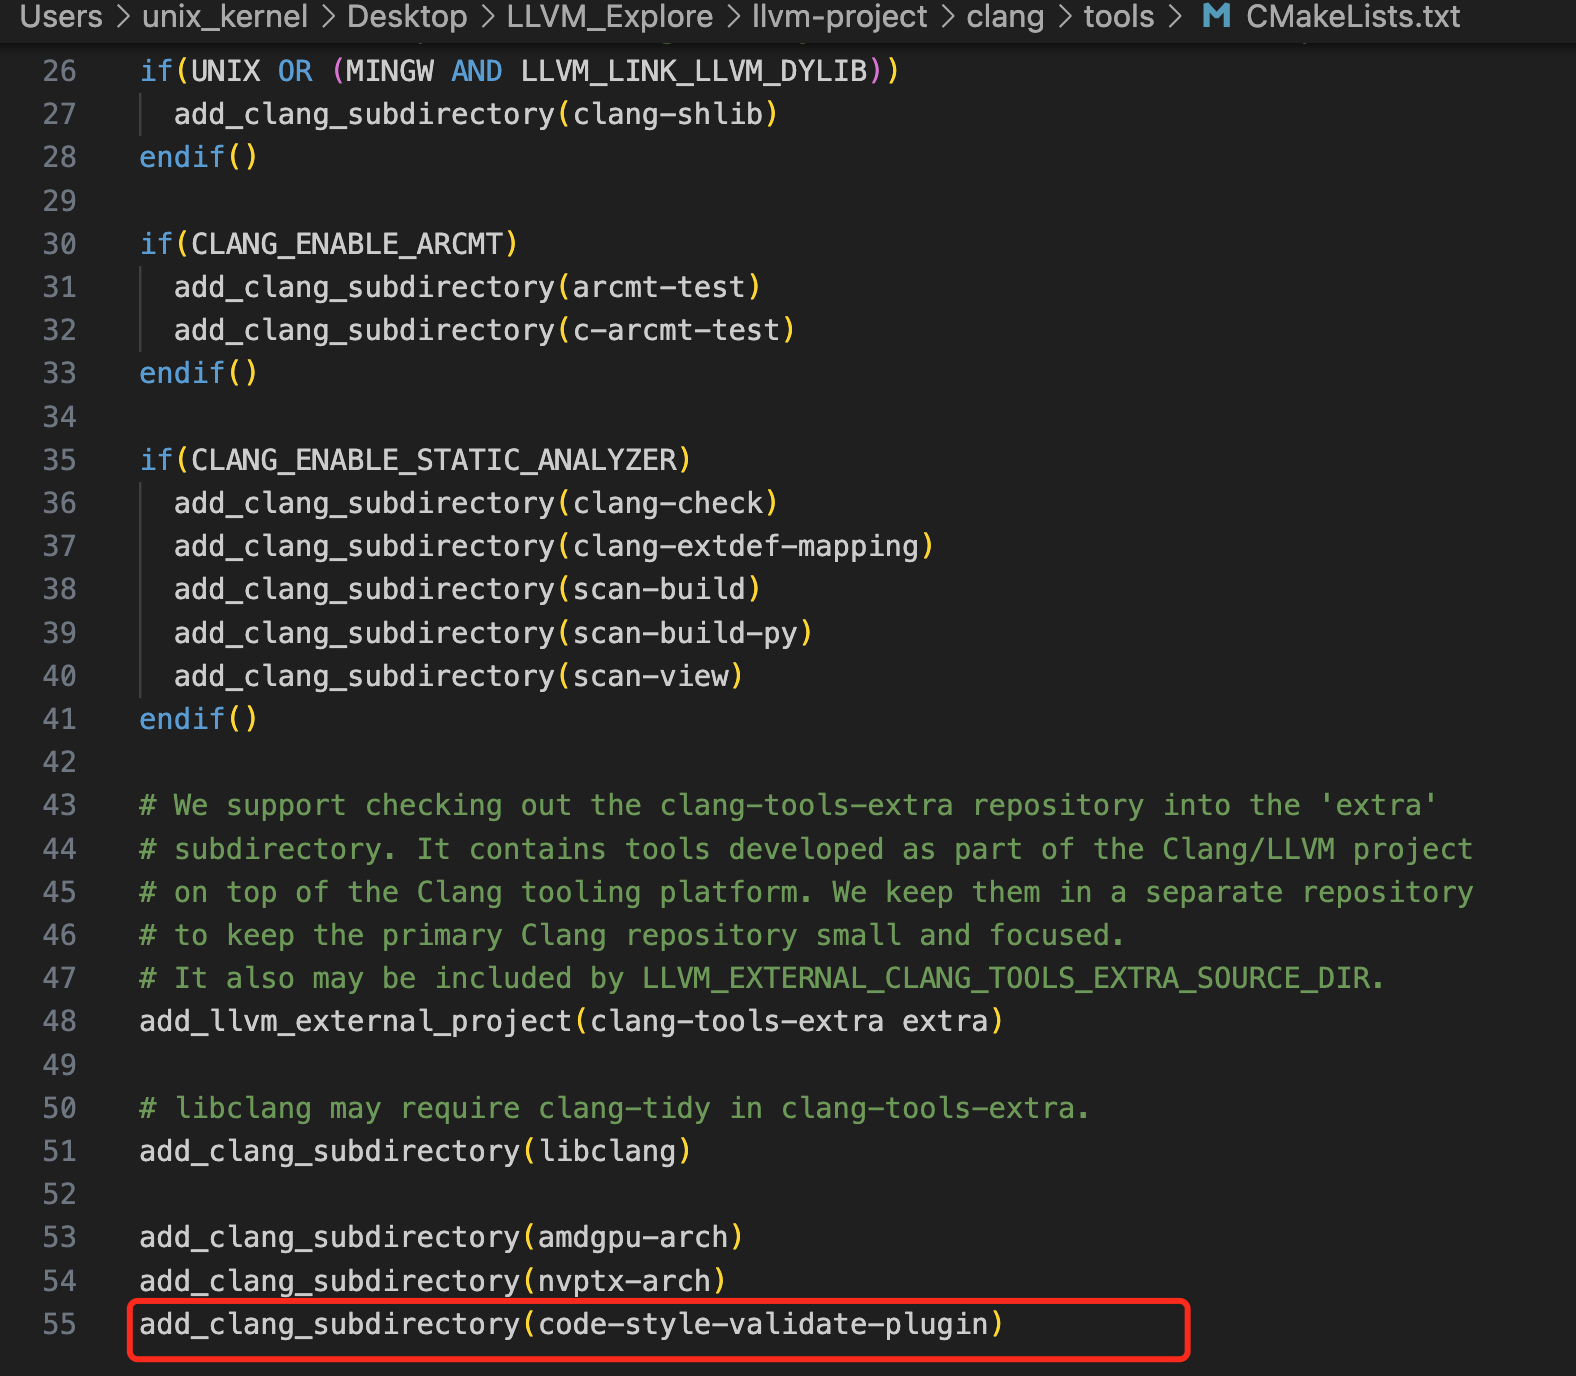 Users > unix_kernel > Desktop > LLVM_Explore > llvm-project > clang > tools > M CMakeLists.txt
26 if(UNIX OR (MINGW AND LLVM_LINK_LLVM_DYLIB))
27 add_clang_subdirectory(clang-shlib)
28 endif()
29
30 if(CLANG_ENABLE_ARCMT)
31 add_clang_subdirectory(arcmt-test)
32 add_clang_subdirectory(c-arcmt-test)
33 endif()
34
35 if(CLANG_ENABLE_STATIC_ANALYZER)
36 add_clang_subdirectory(clang-check)
37 add_clang_subdirectory(clang-extdef-mapping)
38 add_clang_subdirectory(scan-build)
39 add_clang_subdirectory(scan-build-py)
40 add_clang_subdirectory(scan-view)
41 endif()
42
43 # We support checking out the clang-tools-extra repository into the 'extra'
44 # subdirectory. It contains tools developed as part of the Clang/LLVM project
45 # on top of the Clang tooling platform. We keep them in a separate repository
46 # to keep the primary Clang repository small and focused.
47 # It also may be included by LLVM_EXTERNAL_CLANG_TOOLS_EXTRA_SOURCE_DIR.
48 add_llvm_external_project(clang-tools-extra extra)
49
50 # libclang may require clang-tidy in clang-tools-extra.
51 add_clang_subdirectory(libclang)
52
53 add_clang_subdirectory(amdgpu-arch)
54 add_clang_subdirectory(nvptx-arch)
55 add_clang_subdirectory(code-style-validate-plugin)